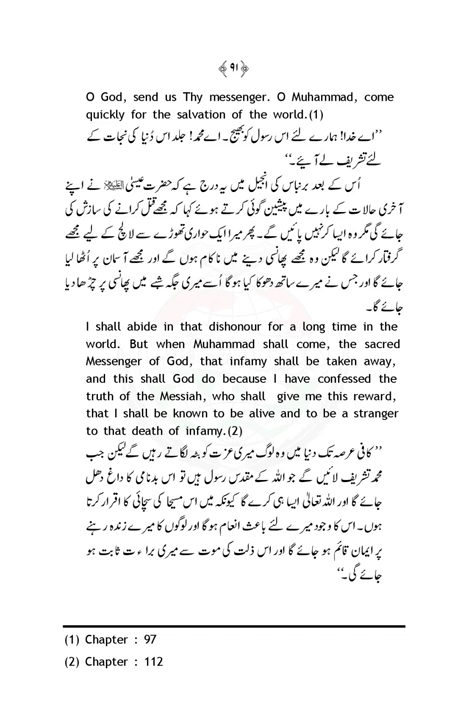 ﴿۹۱﴾
O God, send us Thy messenger. O Muhammad, come
quickly for the salvation of the world.(1)
’’اے خدا! ہمارے لئے اس رسول کو بھیج۔ اے محمد! جلد اس دُنیا کی نجات کے
لئے تشریف لے آیئے۔‘‘
اُس کے بعد برنباس کی انجیل میں یہ درج ہے کہ حضرت عیسٰی علیہ السلام نے اپنے
آخری حالات کے بارے میں پیشین گوئی کرتے ہوئے کہا کہ مجھے قتل کرانے کی سازش کی
جائے گی مگر وہ ایسا کر نہیں پائیں گے۔ پھر میرا ایک حواری تھوڑے سے لالچ کے لیے مجھے
گرفتار کرائے گا لیکن وہ مجھے پھانسی دینے میں ناکام ہوں گے اور مجھے آسمان پر اُٹھا لیا
جائے گا اور جس نے میرے ساتھ دھوکا کیا ہو گا اُسے میری جگہ شبے میں پھانسی پر چڑھا دیا
جائے گا۔
I shall abide in that dishonour for a long time in the
world. But when Muhammad shall come, the sacred
Messenger of God, that infamy shall be taken away,
and this shall God do because I have confessed the
truth of the Messiah, who shall give me this reward,
that I shall be known to be alive and to be a stranger
to that death of infamy.(2)
’’کافی عرصہ تک دنیا میں وہ لوگ میری عزت کو بٹہ لگاتے رہیں گے لیکن جب
محمد تشریف لائیں گے جو اللہ کے مقدس رسول ہیں تو اس بدنامی کا داغ دھل
جائے گا اور اللہ تعالٰی ایسا ہی کرے گا کیونکہ میں اس مسیحا کی سچائی کا اقرار کرتا
ہوں۔ اس کا وجود میرے لئے باعث انعام ہو گا اور لوگوں کا میرے زندہ رہنے
پر ایمان قائم ہو جائے گا اور اس ذلت کی موت سے میری براءت ثابت ہو
جائے گی۔‘‘
(1) Chapter : 97
(2) Chapter : 112